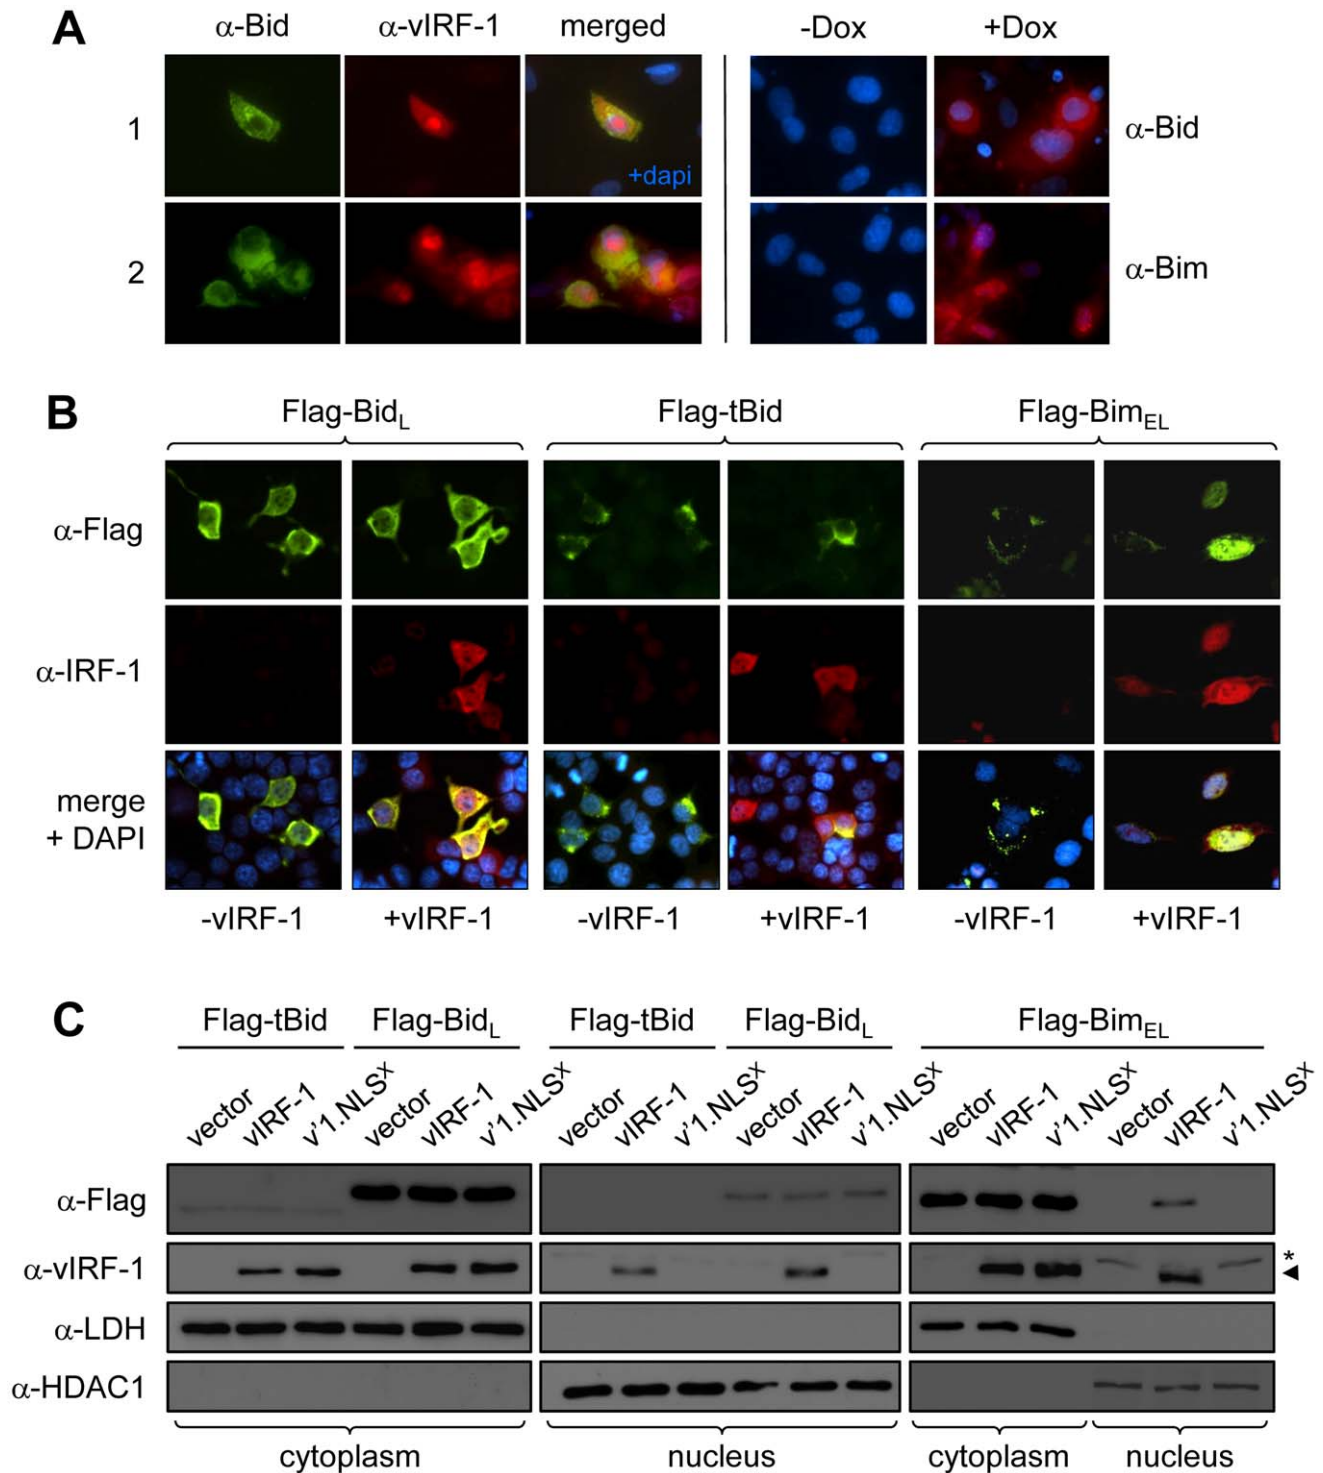 A
α-Bid α-vIRF-1 merged -Dox +Dox
1
+dapi
α-Bid
2
α-Bim
B
Flag-BidL Flag-tBid Flag-BimEL
α-Flag
α-IRF-1
merge
+ DAPI
-vIRF-1 +vIRF-1 -vIRF-1 +vIRF-1 -vIRF-1 +vIRF-1
C
Flag-tBid Flag-BidL Flag-tBid Flag-BidL Flag-BimEL
vector vIRF-1 v'1.NLSX vector vIRF-1 v'1.NLSX vector vIRF-1 v'1.NLSX vector vIRF-1 v'1.NLSX vector vIRF-1 v'1.NLSX vector vIRF-1 v'1.NLSX
α-Flag
α-vIRF-1 *
α-LDH
α-HDAC1
cytoplasm nucleus cytoplasm nucleus